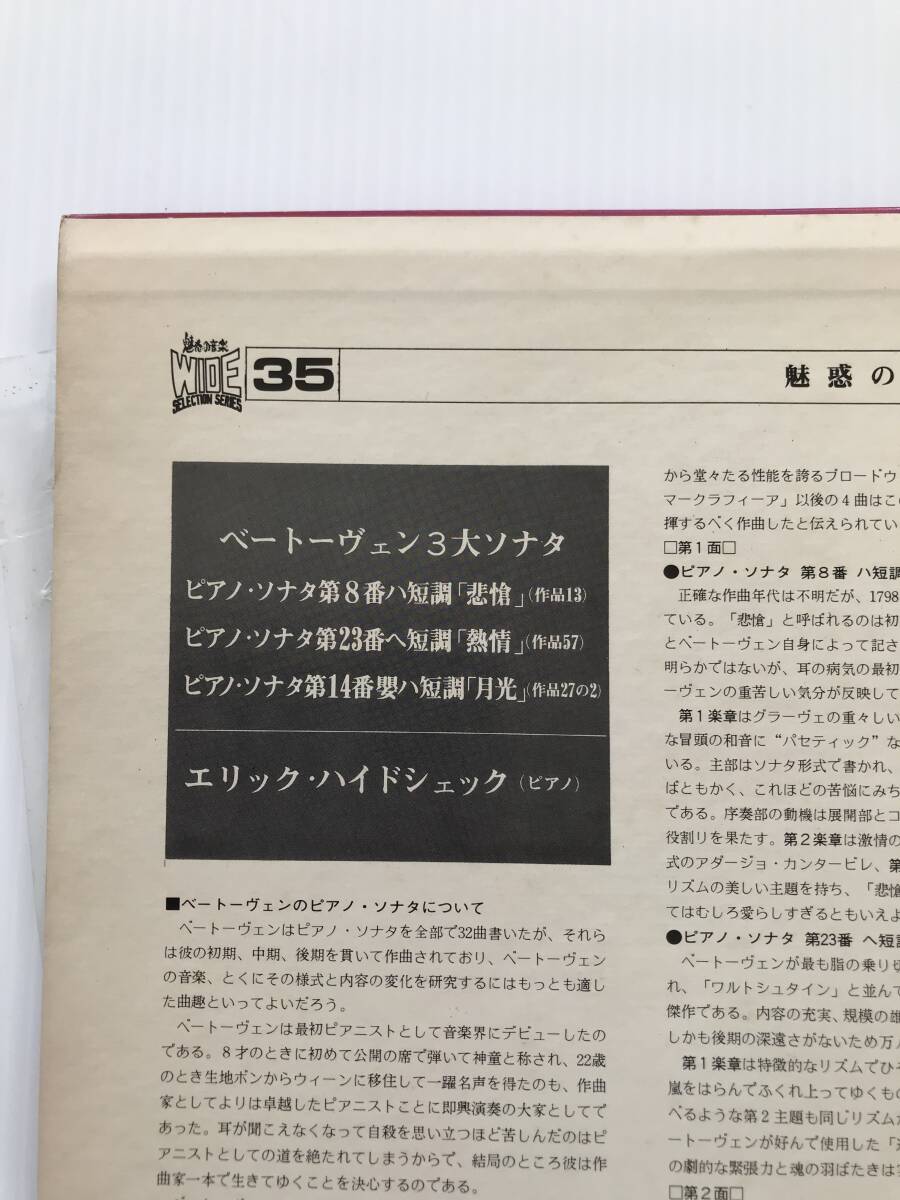 魅惑の音楽
WIDE
SELECTION SERIES
35
魅惑の
ベートーヴェン3大ソナタ
ピアノ・ソナタ第8番ハ短調「悲愴」(作品13)
ピアノ・ソナタ第23番ヘ短調「熱情」(作品57)
ピアノ・ソナタ第14番嬰ハ短調「月光」(作品27の2)
エリック・ハイドシェック(ピアノ)
■ベートーヴェンのピアノ・ソナタについて
ベートーヴェンはピアノ・ソナタを全部で32曲書いたが、それら
は彼の初期、中期、後期を貫いて作曲されており、ベートーヴェン
の音楽、とくにその様式と内容の変化を研究するにはもっとも適し
た曲趣といってよいだろう。
ベートーヴェンは最初ピアニストとして音楽界にデビューしたの
である。8才のときに初めて公開の席で弾いて神童と称され、22歳
のとき生地ボンからウィーンに移住して一躍名声を得たのも、作曲
家としてよりは卓越したピアニストことに即興演奏の大家としてで
あった。耳が聞こえなくなって自殺を思い立つほど苦しんだのはピ
アニストとしての道を絶たれてしまうからで、結局のところ彼は作
曲家一本で生きてゆくことを決心するのである。
から堂々たる性能を誇るブロードウ
マークラフィーア」以後の4曲はこ
揮するべく作曲したと伝えられてい
□第1面□
●ピアノ・ソナタ 第8番 ハ短調
正確な作曲年代は不明だが、1798
ている。「悲愴」と呼ばれるのは初
とベートーヴェン自身によって記さ
明らかではないが、耳の病気の最初
ーヴェンの重苦しい気分が反映して
第1楽章はグラーヴェの重々しい
な冒頭の和音に“パセティック”な
いる。主部はソナタ形式で書かれ、
ばともかく、これほどの苦悩にみち
である。序奏部の動機は展開部とコ
役割りを果たす。第2楽章は激情の
式のアダージョ・カンタービレ、第
リズムの美しい主題を持ち、「悲愴
てはむしろ愛らしすぎるともいえよ
●ピアノ・ソナタ 第23番 ヘ短調
ベートーヴェンが最も脂の乗り切
れ、「ワルトシュタイン」と並んで
傑作である。内容の充実、規模の雄
しかも後期の深遠さがないため万人
第1楽章は特徴的なリズムでひそ
嵐をはらんでふくれ上ってゆくもの
べるような第2主題も同じリズムか
ートーヴェンが好んで使用した「
の劇的な緊張力と魂の羽ばたきは実
□第2面□